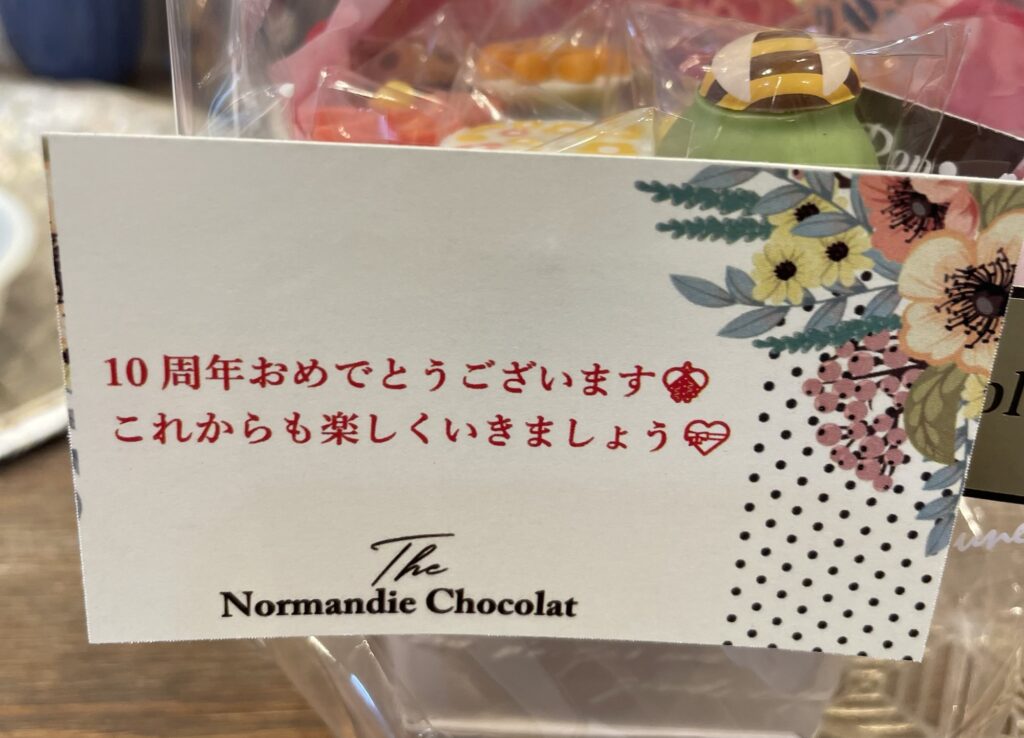 10周年おめでとうございます
これからも楽しくいきましょう
The
Normandie Chocolat